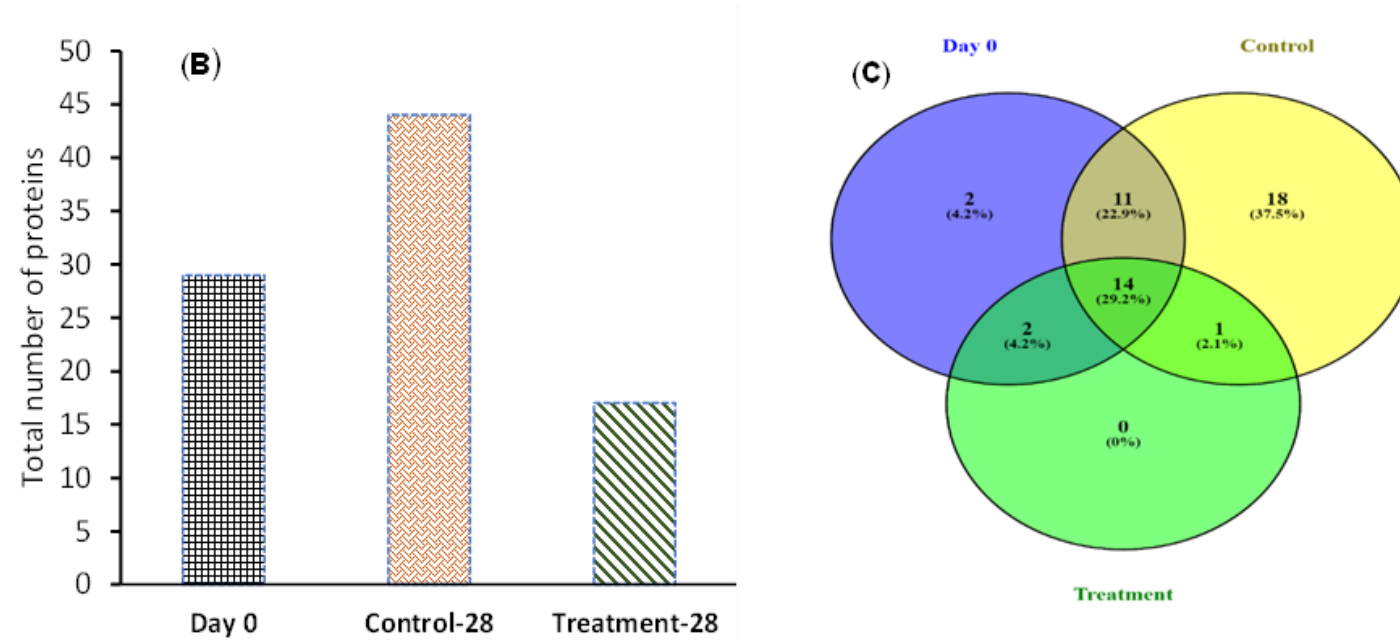 (B)
Total number of proteins
50
45
40
35
30
25
20
15
10
5
0
Day 0
Control-28
Treatment-28
(C)
Day 0
Control
2
(4.2%)
11
(22.9%)
18
(37.5%)
14
(29.2%)
2
(4.2%)
1
(2.1%)
0
(0%)
Treatment